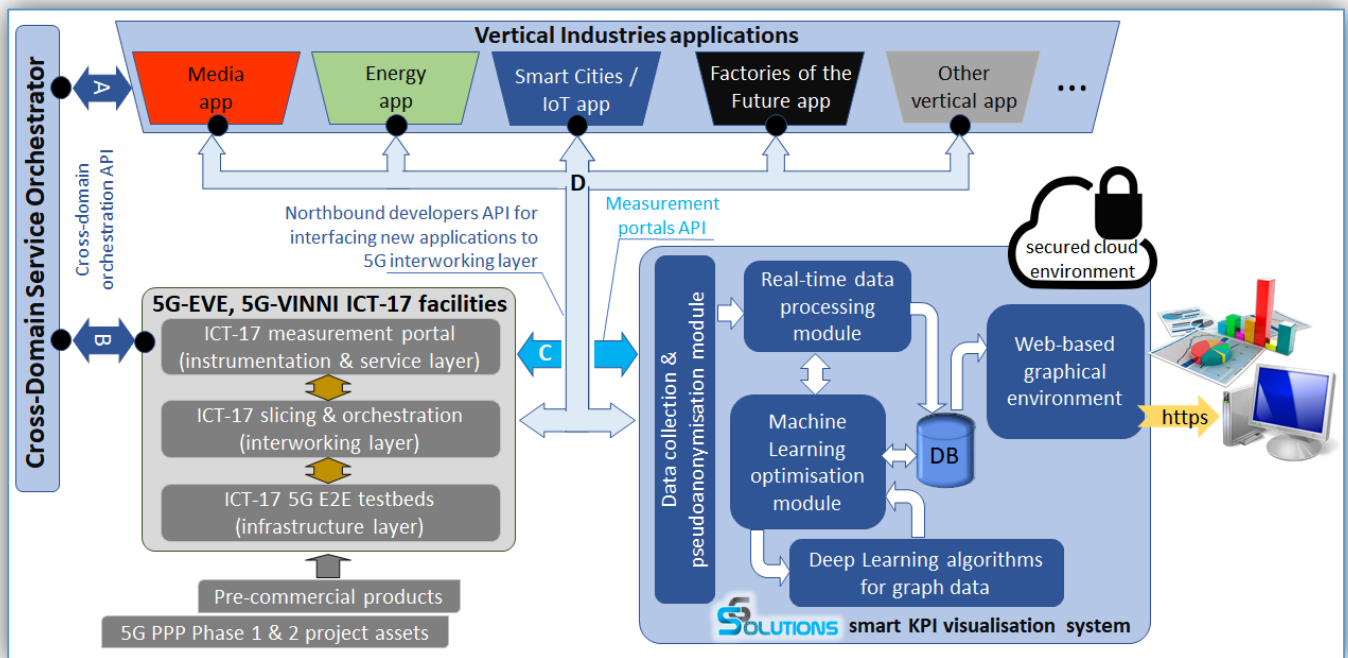 Cross-Domain Service Orchestrator
Vertical Industries applications
A
Media
app
Energy
app
Smart Cities /
IoT app
Factories of the
Future app
Other
vertical app
...
Cross-domain
orchestration API
D
Northbound developers API for
interfacing new applications to
5G interworking layer
Measurement
portals API
secured cloud
environment
B
5G-EVE, 5G-VINNI ICT-17 facilities
ICT-17 measurement portal
(instrumentation & service layer)
ICT-17 slicing & orchestration
(interworking layer)
ICT-17 5G E2E testbeds
(infrastructure layer)
Pre-commercial products
5G PPP Phase 1 & 2 project assets
C
Data collection &
pseudoanonymisation module
Real-time data
processing
module
Machine
Learning
optimisation
module
DB
Web-based
graphical
environment
https
Deep Learning algorithms
for graph data
5G SOLUTIONS smart KPI visualisation system